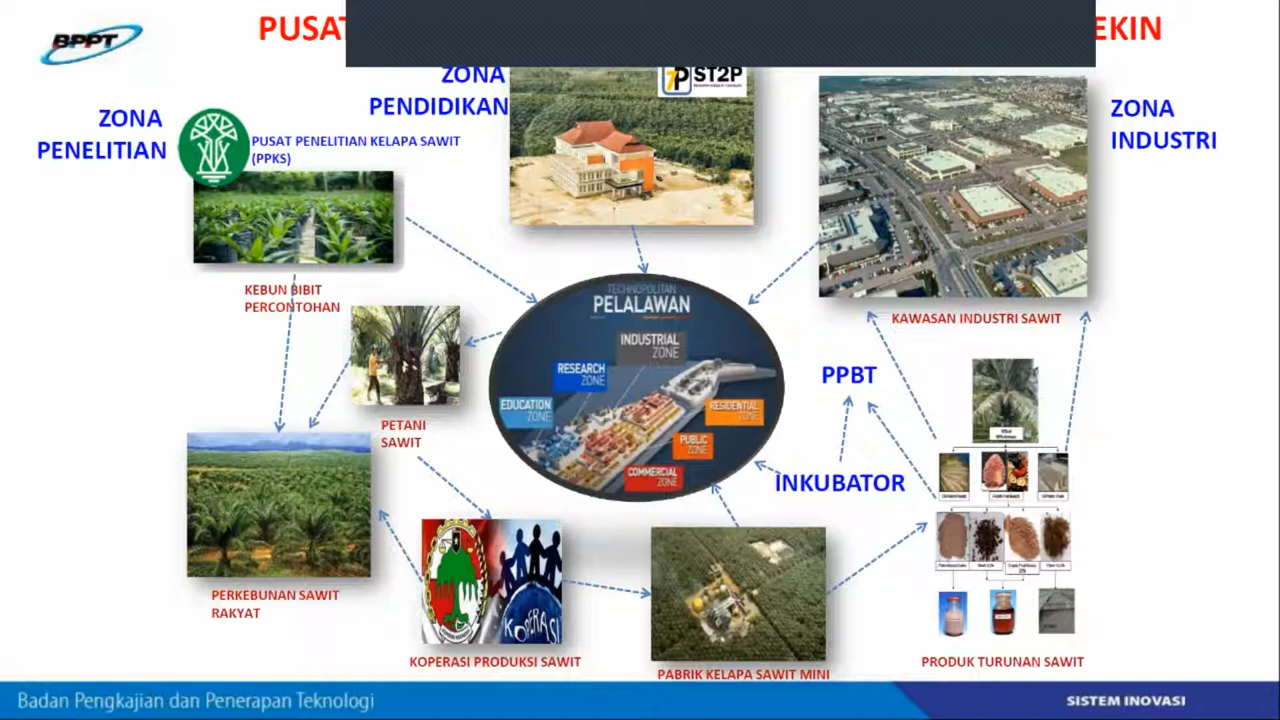 BPPT
PUSAT
EKIN
ZONA
PENELITIAN
PUSAT PENELITIAN KELAPA SAWIT
(PPKS)
ZONA
PENDIDIKAN
ST2P
ZONA
INDUSTRI
KEBUN BIBIT
PERCONTOHAN
TECHNOPOLITAN
PELALAWAN
INDUSTRIAL
ZONE
RESEARCH
ZONE
EDUCATION
ZONE
RESIDENTIAL
ZONE
PUBLIC
ZONE
COMMERCIAL
ZONE
KAWASAN INDUSTRI SAWIT
PPBT
PETANI
SAWIT
INKUBATOR
KOPERASI
PERKEBUNAN SAWIT
RAKYAT
KOPERASI PRODUKSI SAWIT
PABRIK KELAPA SAWIT MINI
PRODUK TURUNAN SAWIT
Badan Pengkajian dan Penerapan Teknologi
SISTEM INOVASI